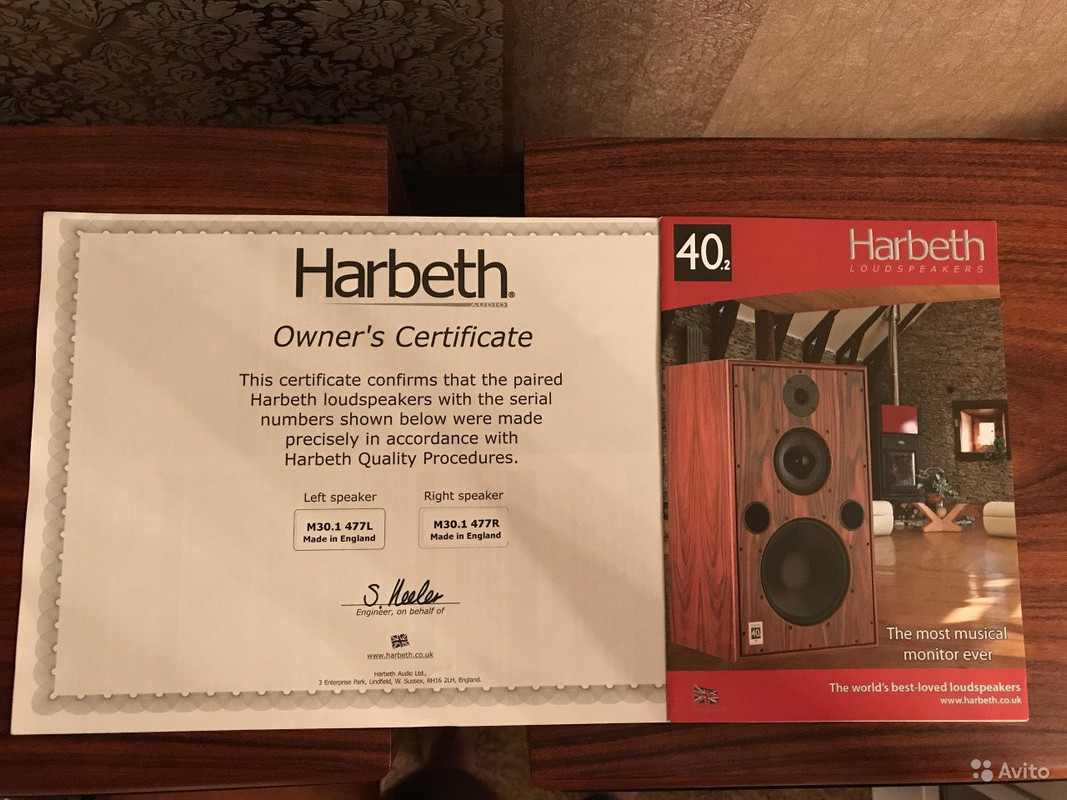 Harbeth®
AUDIO
Owner's Certificate
This certificate confirms that the paired
Harbeth loudspeakers with the serial
numbers shown below were made
precisely in accordance with
Harbeth Quality Procedures.
Left speaker
Right speaker
M30.1 477L
Made in England
M30.1 477R
Made in England
S. Heeler
Engineer, on behalf of
www.harbeth.co.uk
Harbeth Audio Ltd.,
3 Enterprise Park, Lindfield, W. Sussex, RH16 2LH, England.
40.2
Harbeth
LOUDSPEAKERS
40
The most musical
monitor ever
The world's best-loved loudspeakers
www.harbeth.co.uk
Avito